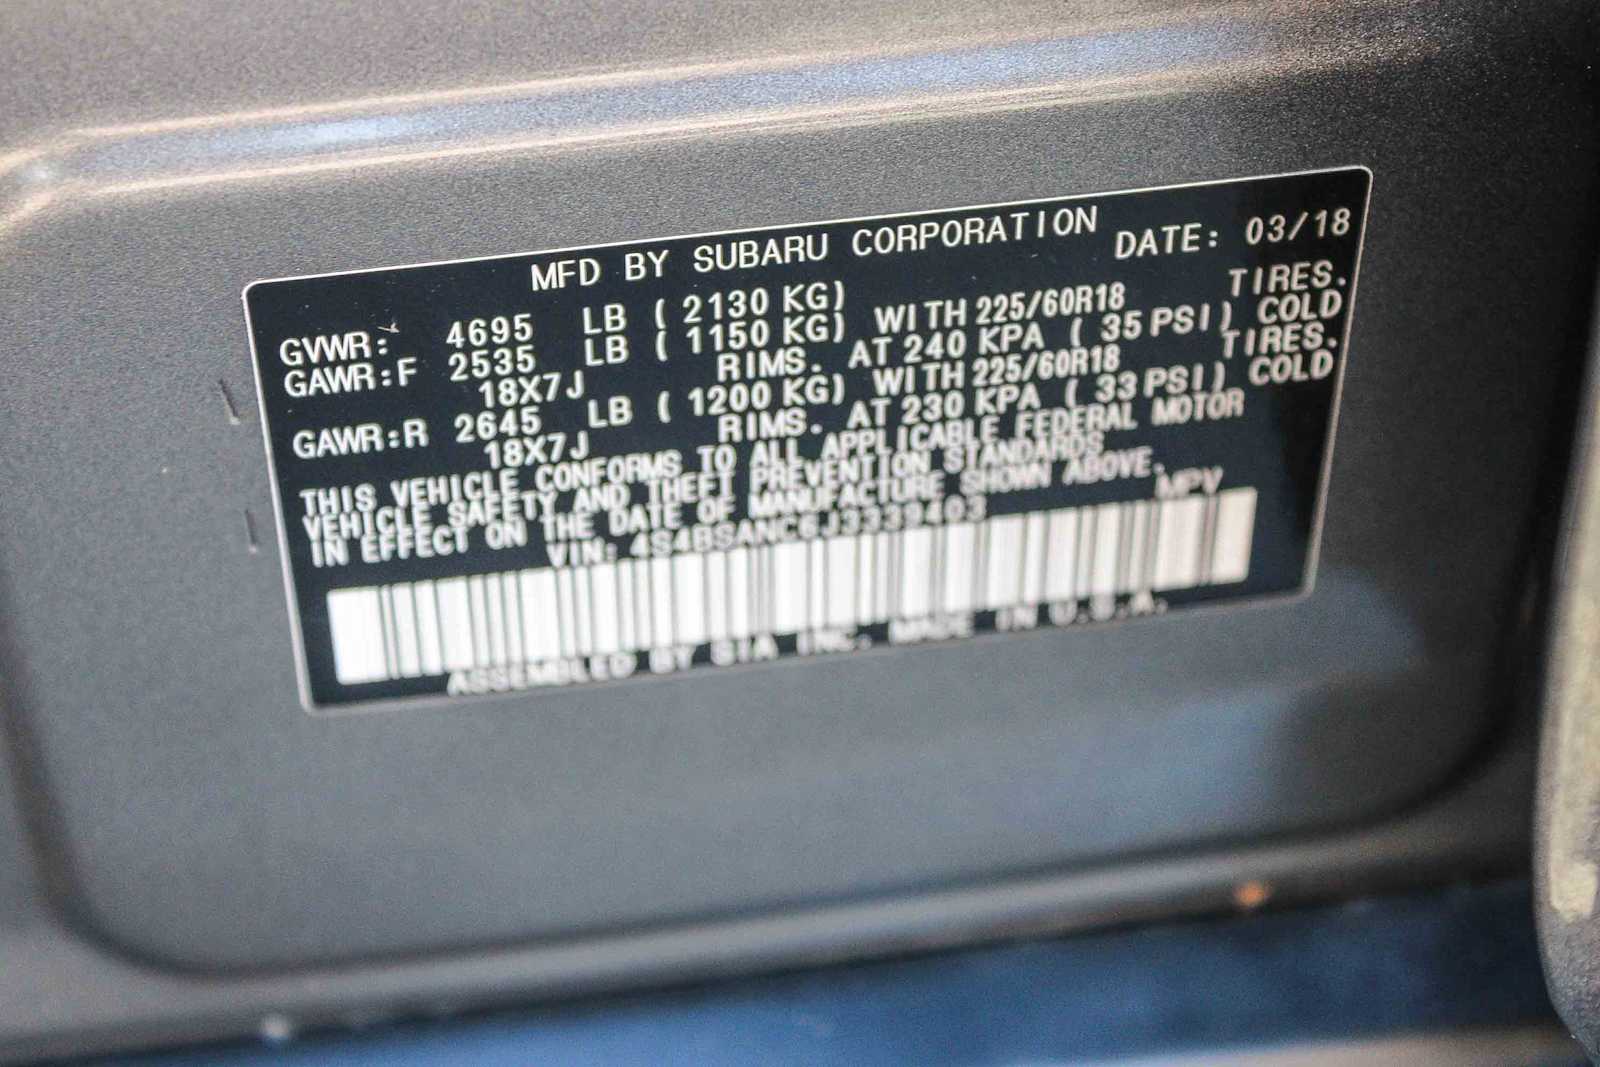 MFD BY SUBARU CORPORATION
DATE: 03/18
GVWR: 4695 LB ( 2130 KG)
GAWR:F 2535 LB ( 1150 KG) WITH 225/60R18 TIRES.
18X7J RIMS. AT 240 KPA ( 35 PSI) COLD
GAWR:R 2645 LB ( 1200 KG) WITH 225/60R18 TIRES.
18X7J RIMS. AT 230 KPA ( 33 PSI) COLD
THIS VEHICLE CONFORMS TO ALL APPLICABLE FEDERAL MOTOR
VEHICLE SAFETY AND THEFT PREVENTION STANDARDS
IN EFFECT ON THE DATE OF MANUFACTURE SHOWN ABOVE.
VIN: 4S4BSANC6J3339403 MPV
ASSEMBLED BY SIA INC. MADE IN U.S.A.